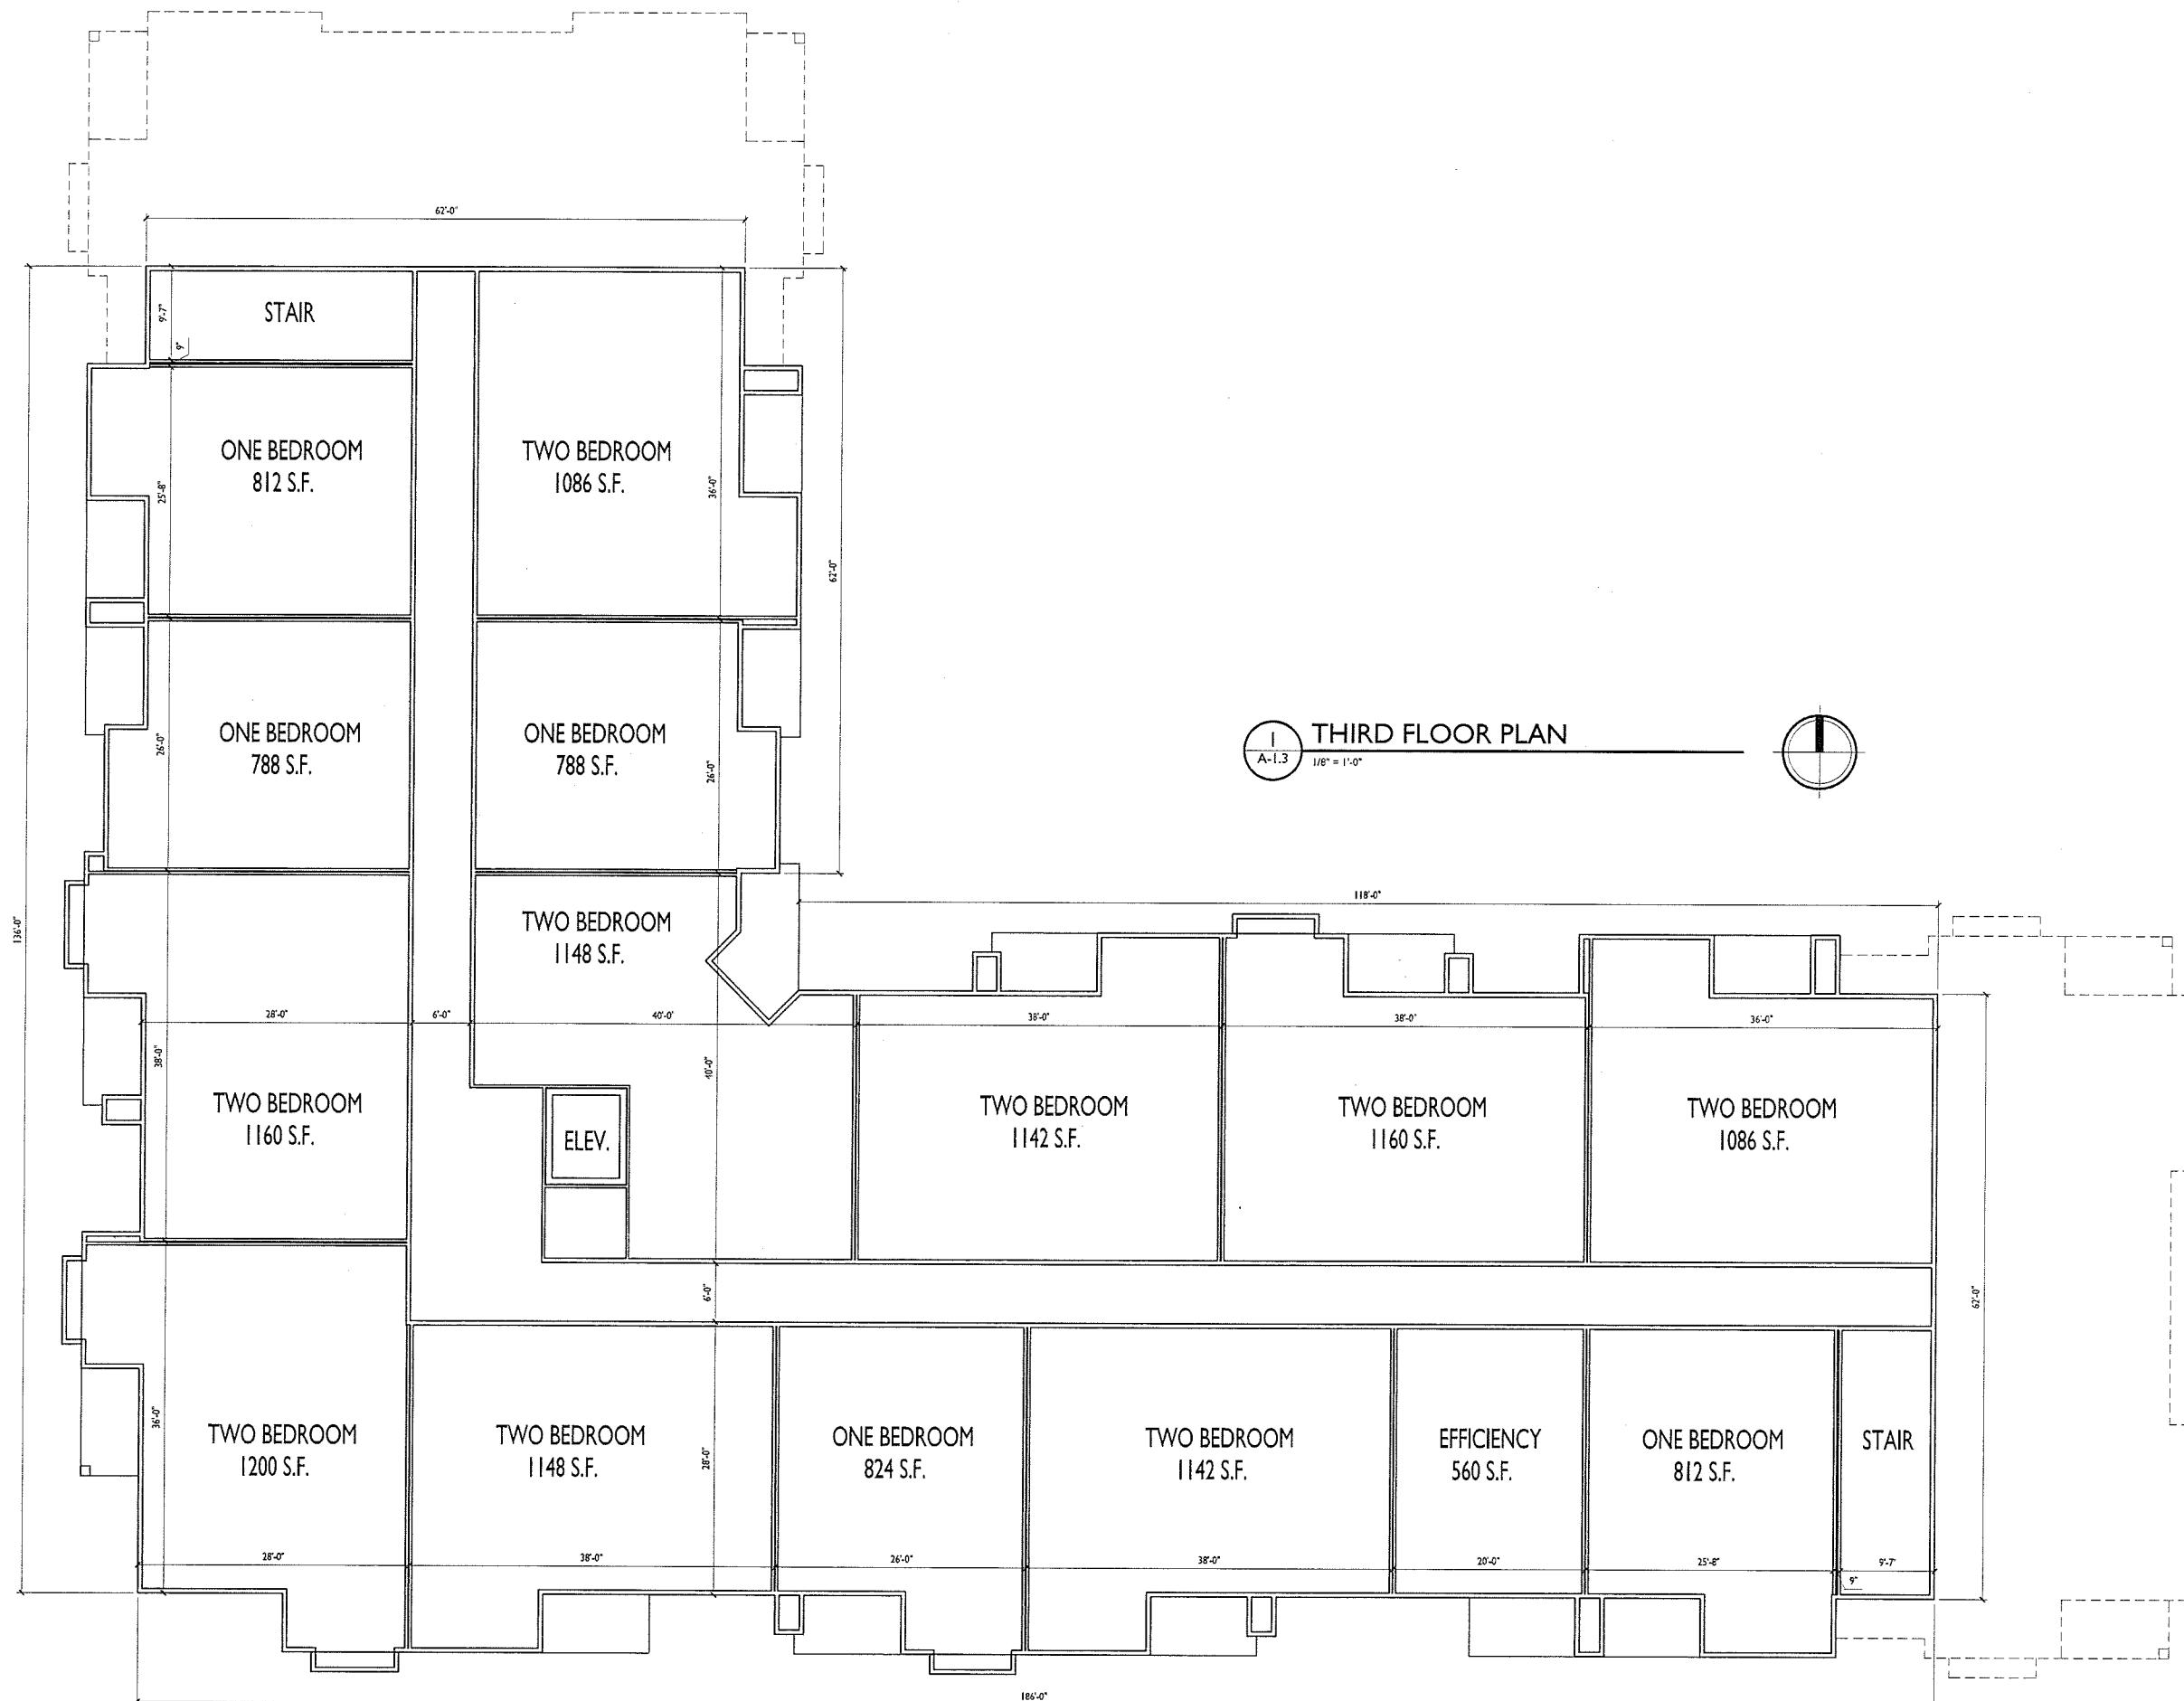 62'-0"
STAIR
9'-7"
9"
ONE BEDROOM
812 S.F.
25'-8"
TWO BEDROOM
1086 S.F.
36'-0"
62'-0"
ONE BEDROOM
788 S.F.
26'-0"
ONE BEDROOM
788 S.F.
26'-0"
1
A-1.3
THIRD FLOOR PLAN
1/8" = 1'-0"
136'-0"
118'-0"
TWO BEDROOM
1148 S.F.
28'-0"
6'-0"
40'-0"
38'-0"
38'-0"
36'-0"
38'-0"
40'-0"
TWO BEDROOM
1160 S.F.
ELEV.
TWO BEDROOM
1142 S.F.
TWO BEDROOM
1160 S.F.
TWO BEDROOM
1086 S.F.
6'-0"
62'-0"
36'-0"
TWO BEDROOM
1200 S.F.
TWO BEDROOM
1148 S.F.
28'-0"
ONE BEDROOM
824 S.F.
TWO BEDROOM
1142 S.F.
EFFICIENCY
560 S.F.
ONE BEDROOM
812 S.F.
STAIR
28'-0"
38'-0"
26'-0"
38'-0"
20'-0"
25'-8"
9'-7"
9"
186'-0"